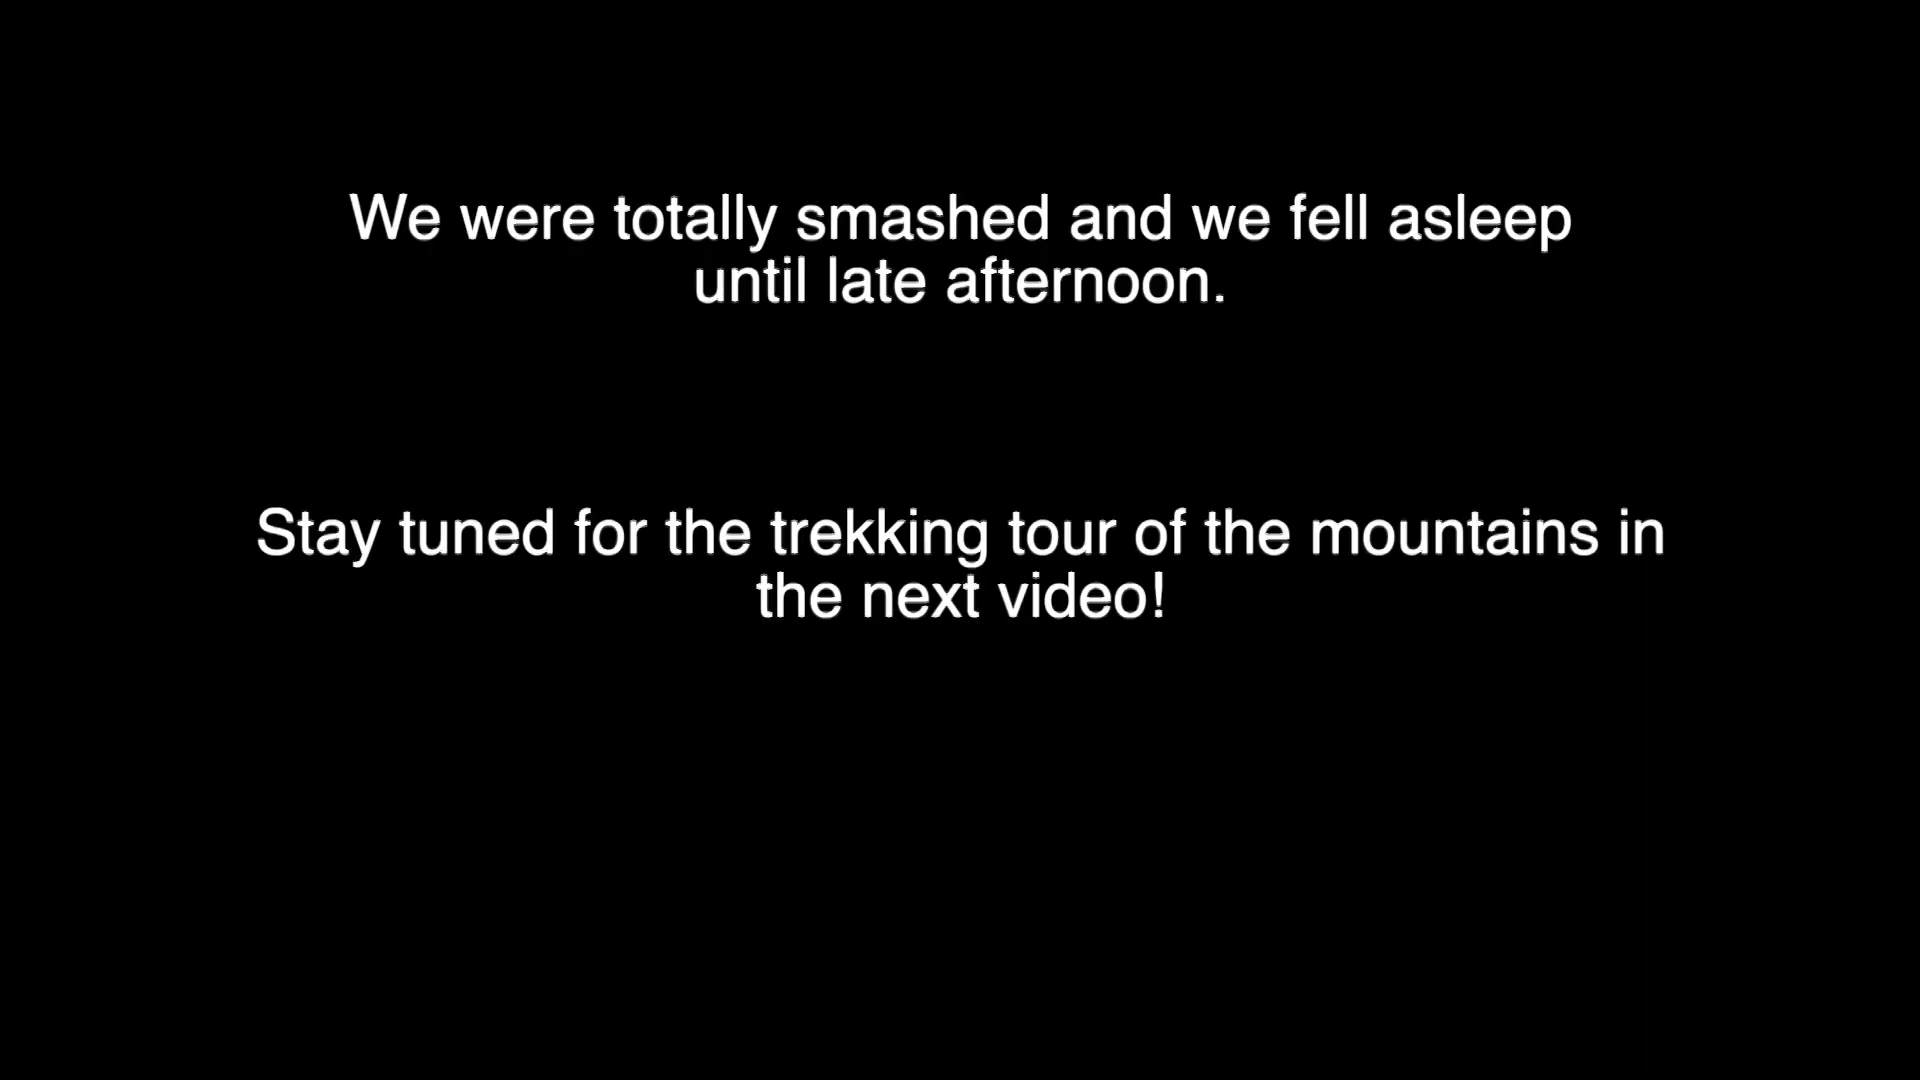 We were totally smashed and we fell asleep
until late afternoon.
Stay tuned for the trekking tour of the mountains in
the next video!